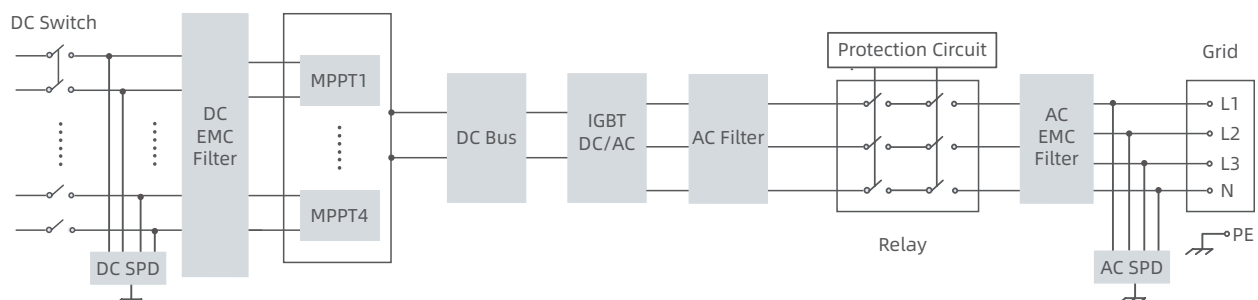 DC Switch
DC SPD
DC
EMC
Filter
MPPT1
MPPT4
DC Bus
IGBT
DC/AC
AC Filter
Protection Circuit
Relay
AC
EMC
Filter
AC SPD
Grid
L1
L2
L3
N
PE